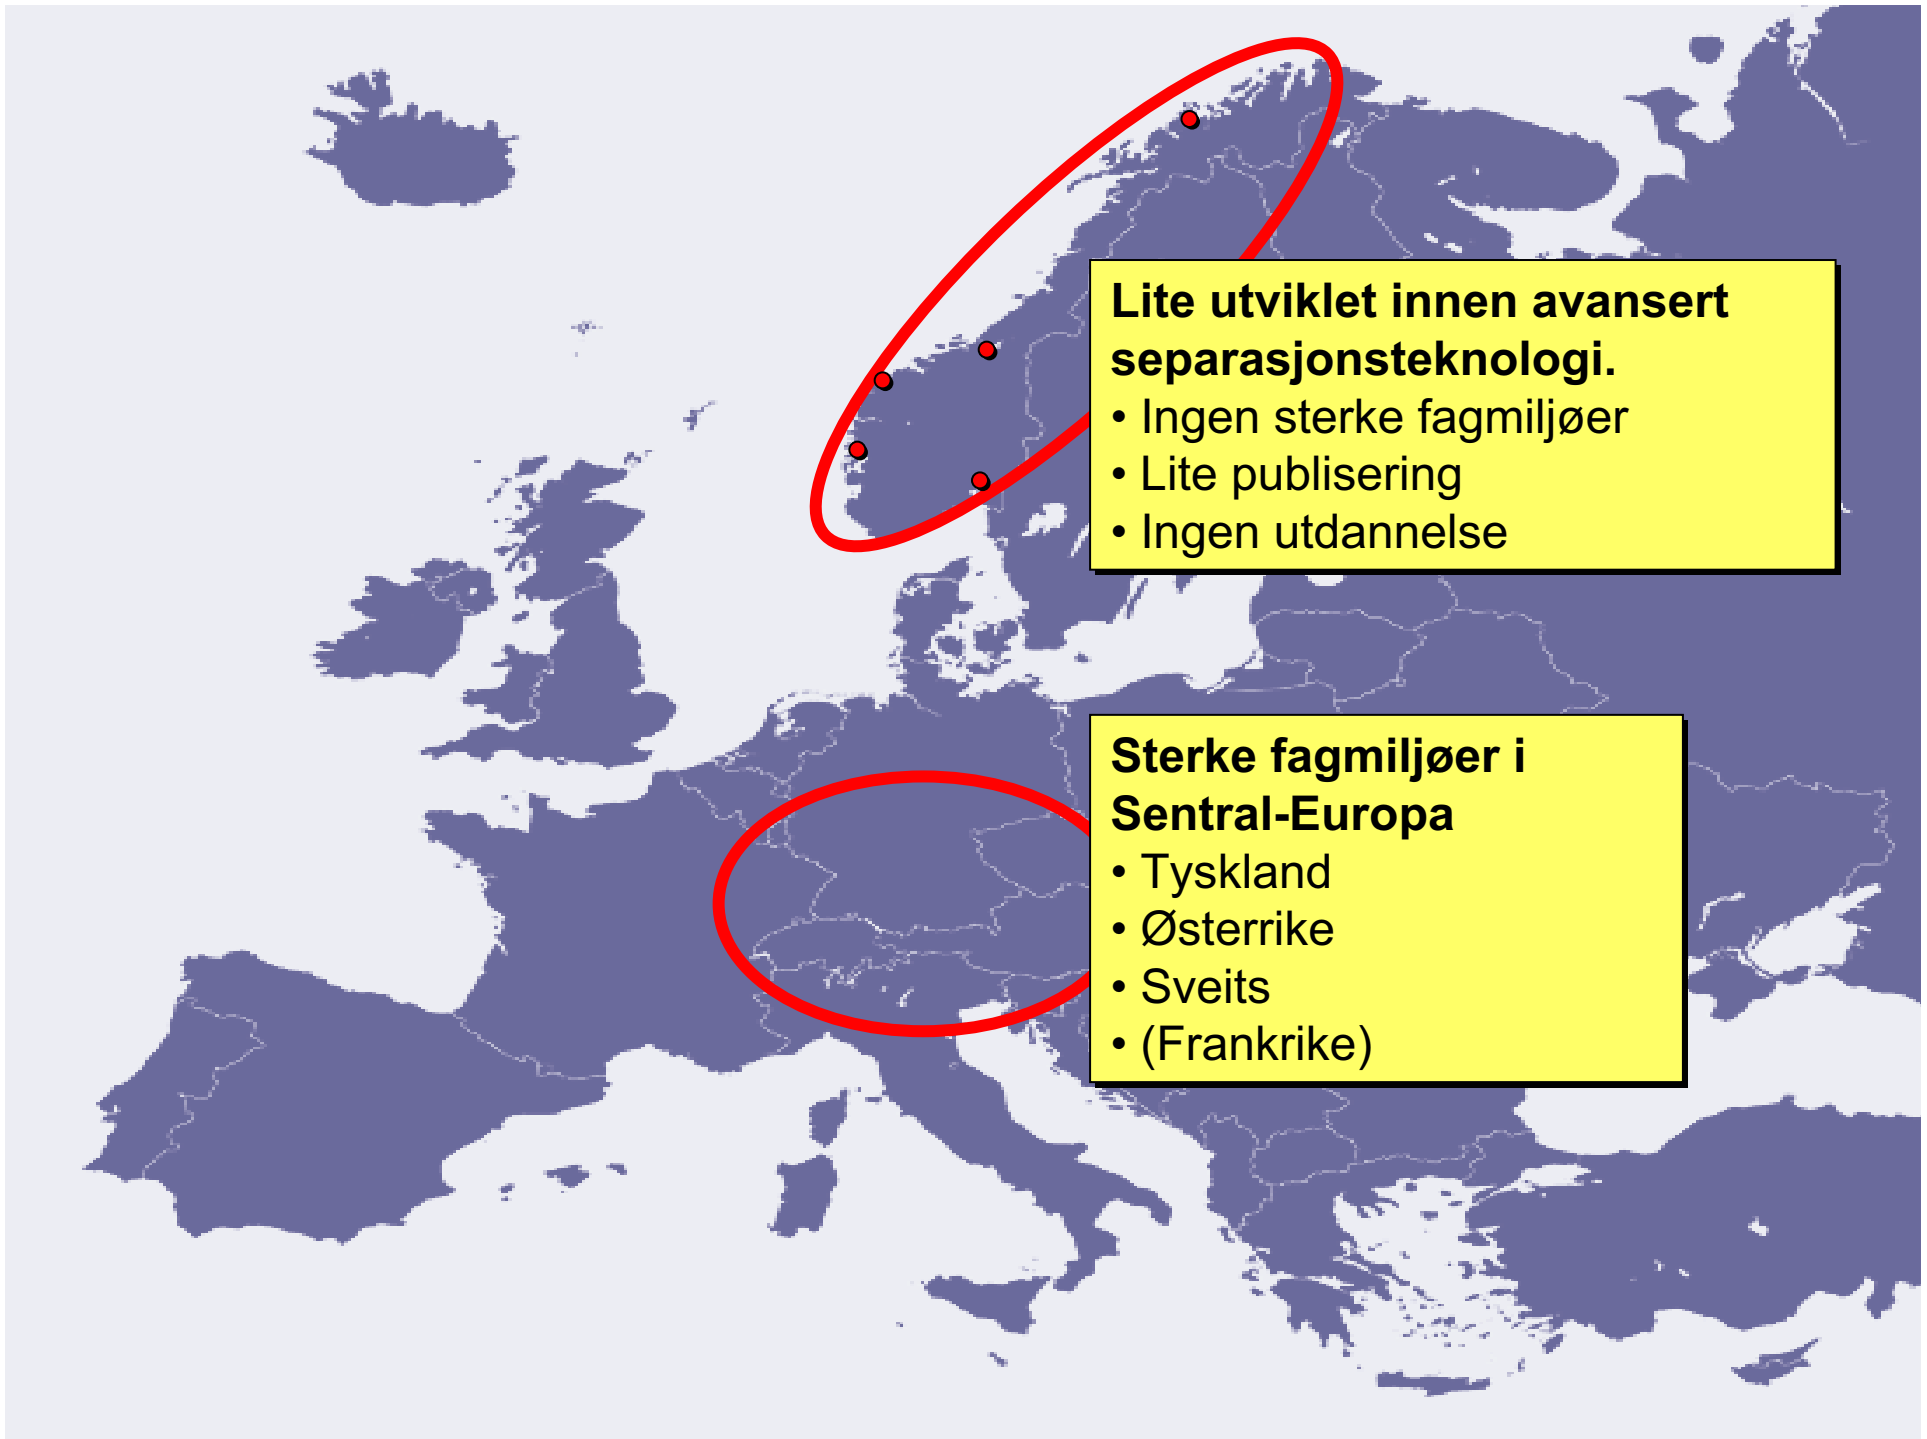 Lite utviklet innen avansert
separasjonsteknologi.
• Ingen sterke fagmiljøer
• Lite publisering
• Ingen utdannelse
Sterke fagmiljøer i
Sentral-Europa
• Tyskland
• Østerrike
• Sveits
• (Frankrike)